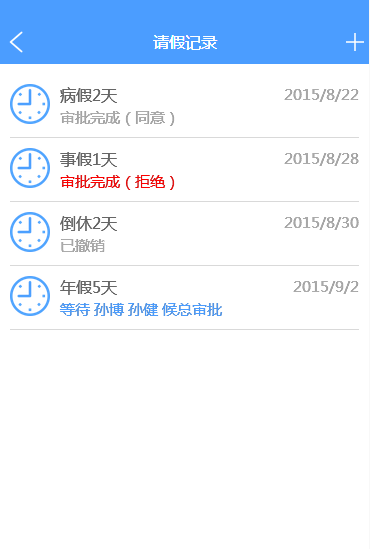 请假记录
病假2天 2015/8/22
审批完成（同意）
事假1天 2015/8/28
审批完成（拒绝）
倒休2天 2015/8/30
已撤销
年假5天 2015/9/2
等待 孙博 孙健 候总审批